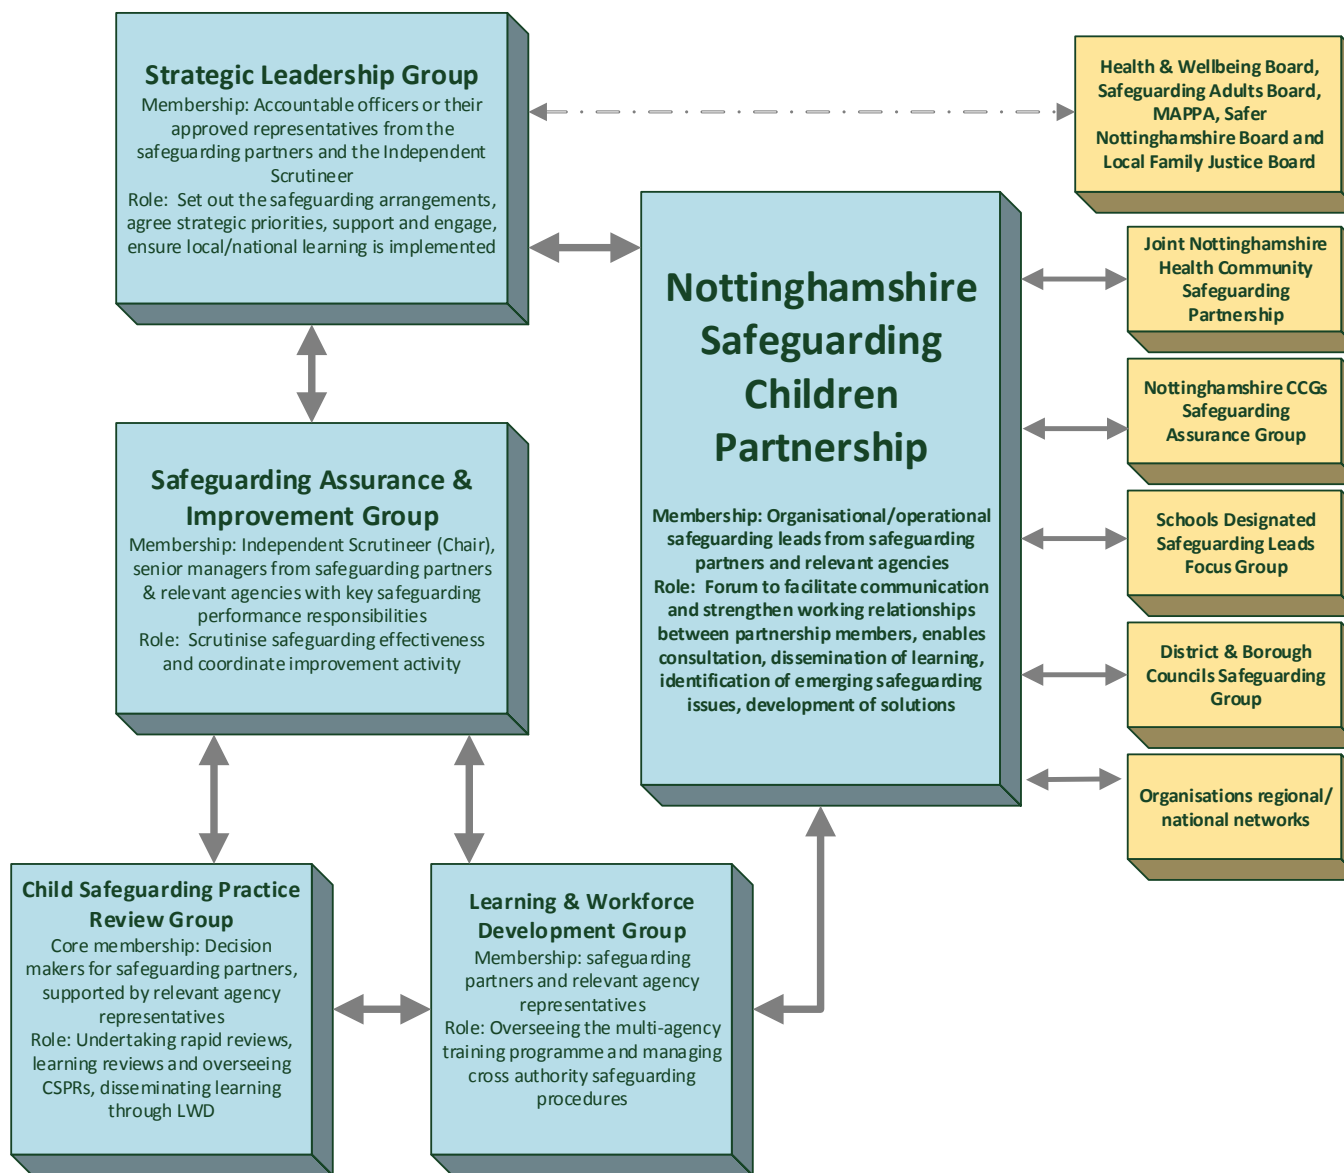 Strategic Leadership Group
Membership: Accountable officers or their
approved representatives from the
safeguarding partners and the Independent
Scrutineer
Role:  Set out the safeguarding arrangements,
agree strategic priorities, support and engage,
ensure local/national learning is implemented
Health & Wellbeing Board,
Safeguarding Adults Board,
MAPPA, Safer
Nottinghamshire Board and
Local Family Justice Board
Nottinghamshire
Safeguarding
Children
Partnership
Membership: Organisational/operational
safeguarding leads from safeguarding
partners and relevant agencies
Role:  Forum to facilitate communication
and strengthen working relationships
between partnership members, enables
consultation, dissemination of learning,
identification of emerging safeguarding
issues, development of solutions
Joint Nottinghamshire
Health Community
Safeguarding
Partnership
Nottinghamshire CCGs
Safeguarding
Assurance Group
Schools Designated
Safeguarding Leads
Focus Group
District & Borough
Councils Safeguarding
Group
Organisations regional/
national networks
Safeguarding Assurance &
Improvement Group
Membership: Independent Scrutineer (Chair),
senior managers from safeguarding partners
& relevant agencies with key safeguarding
performance responsibilities
Role:  Scrutinise safeguarding effectiveness
and coordinate improvement activity
Child Safeguarding Practice
Review Group
Core membership: Decision
makers for safeguarding partners,
supported by relevant agency
representatives
Role: Undertaking rapid reviews,
learning reviews and overseeing
CSPRs, disseminating learning
through LWD
Learning & Workforce
Development Group
Membership: safeguarding
partners and relevant agency
representatives
Role: Overseeing the multi-agency
training programme and managing
cross authority safeguarding
procedures